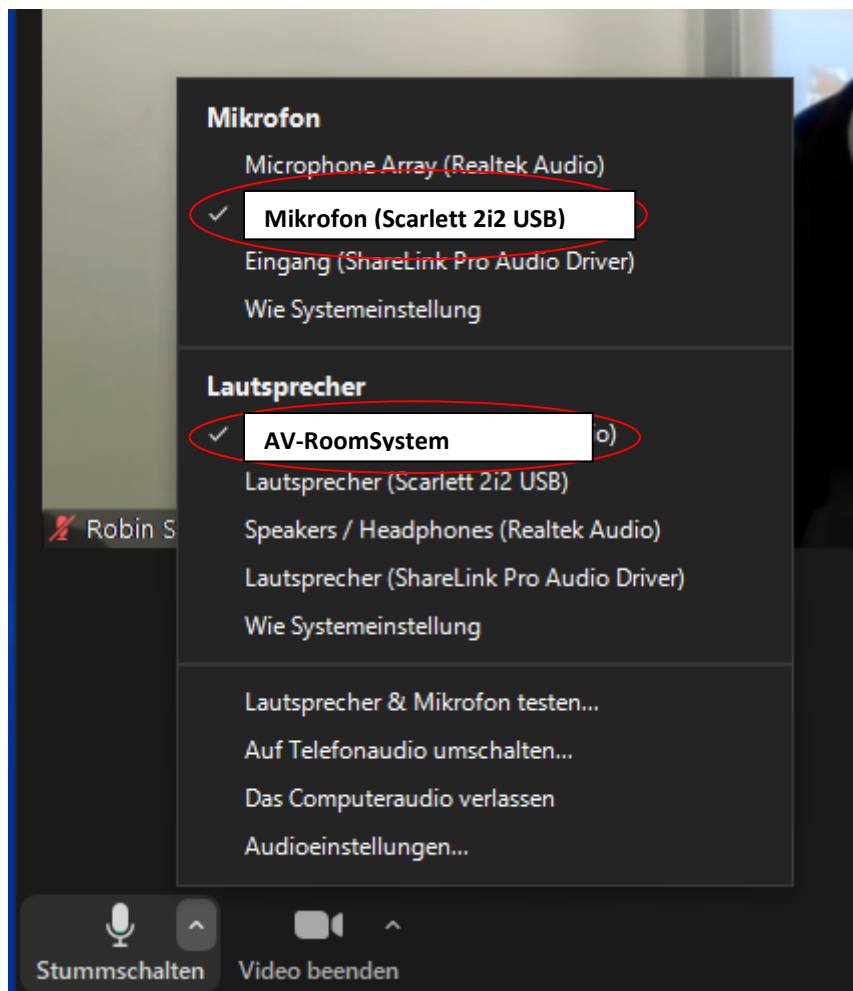 Mikrofon
Microphone Array (Realtek Audio)
Mikrofon (Scarlett 2i2 USB)
Eingang (ShareLink Pro Audio Driver)
Wie Systemeinstellung
Lautsprecher
AV-RoomSystem o)
Lautsprecher (Scarlett 2i2 USB)
Robin S
Speakers / Headphones (Realtek Audio)
Lautsprecher (ShareLink Pro Audio Driver)
Wie Systemeinstellung
Lautsprecher & Mikrofon testen...
Auf Telefonaudio umschalten...
Das Computeraudio verlassen
Audioeinstellungen...
Stummschalten
Video beenden